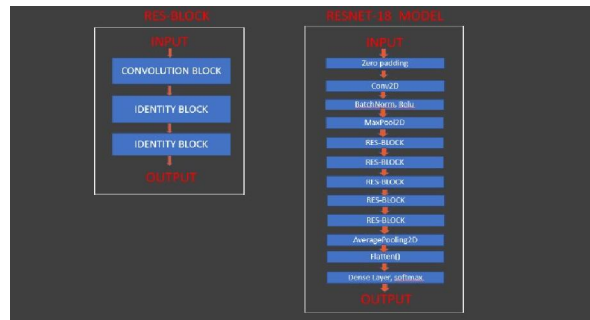 RES-BLOCK
INPUT
CONVOLUTION BLOCK
IDENTITY BLOCK
IDENTITY BLOCK
OUTPUT
RESNET-18 MODEL
INPUT
Zero padding
Conv2D
BatchNorm, Relu
MaxPool2D
RES-BLOCK
RES-BLOCK
RES-BLOCK
RES-BLOCK
RES-BLOCK
AveragePooling2D
Flatten()
Dense Layer, softmax
OUTPUT